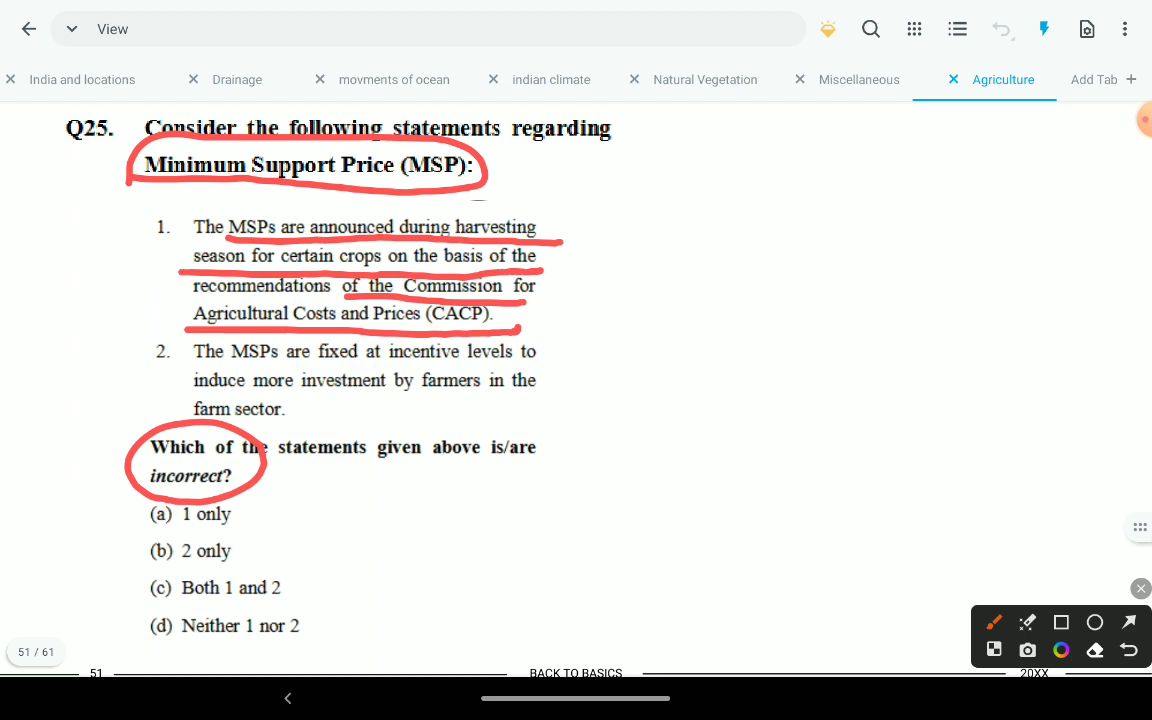 View
India and locations
Drainage
movments of ocean
indian climate
Natural Vegetation
Miscellaneous
Agriculture
Add Tab
Q25. Consider the following statements regarding
Minimum Support Price (MSP):
1. The MSPs are announced during harvesting
season for certain crops on the basis of the
recommendations of the Commission for
Agricultural Costs and Prices (CACP).
2. The MSPs are fixed at incentive levels to
induce more investment by farmers in the
farm sector.
Which of the statements given above is/are
incorrect?
(a) 1 only
(b) 2 only
(c) Both 1 and 2
(d) Neither 1 nor 2
51 / 61
51 BACK TO BASICS 20XX